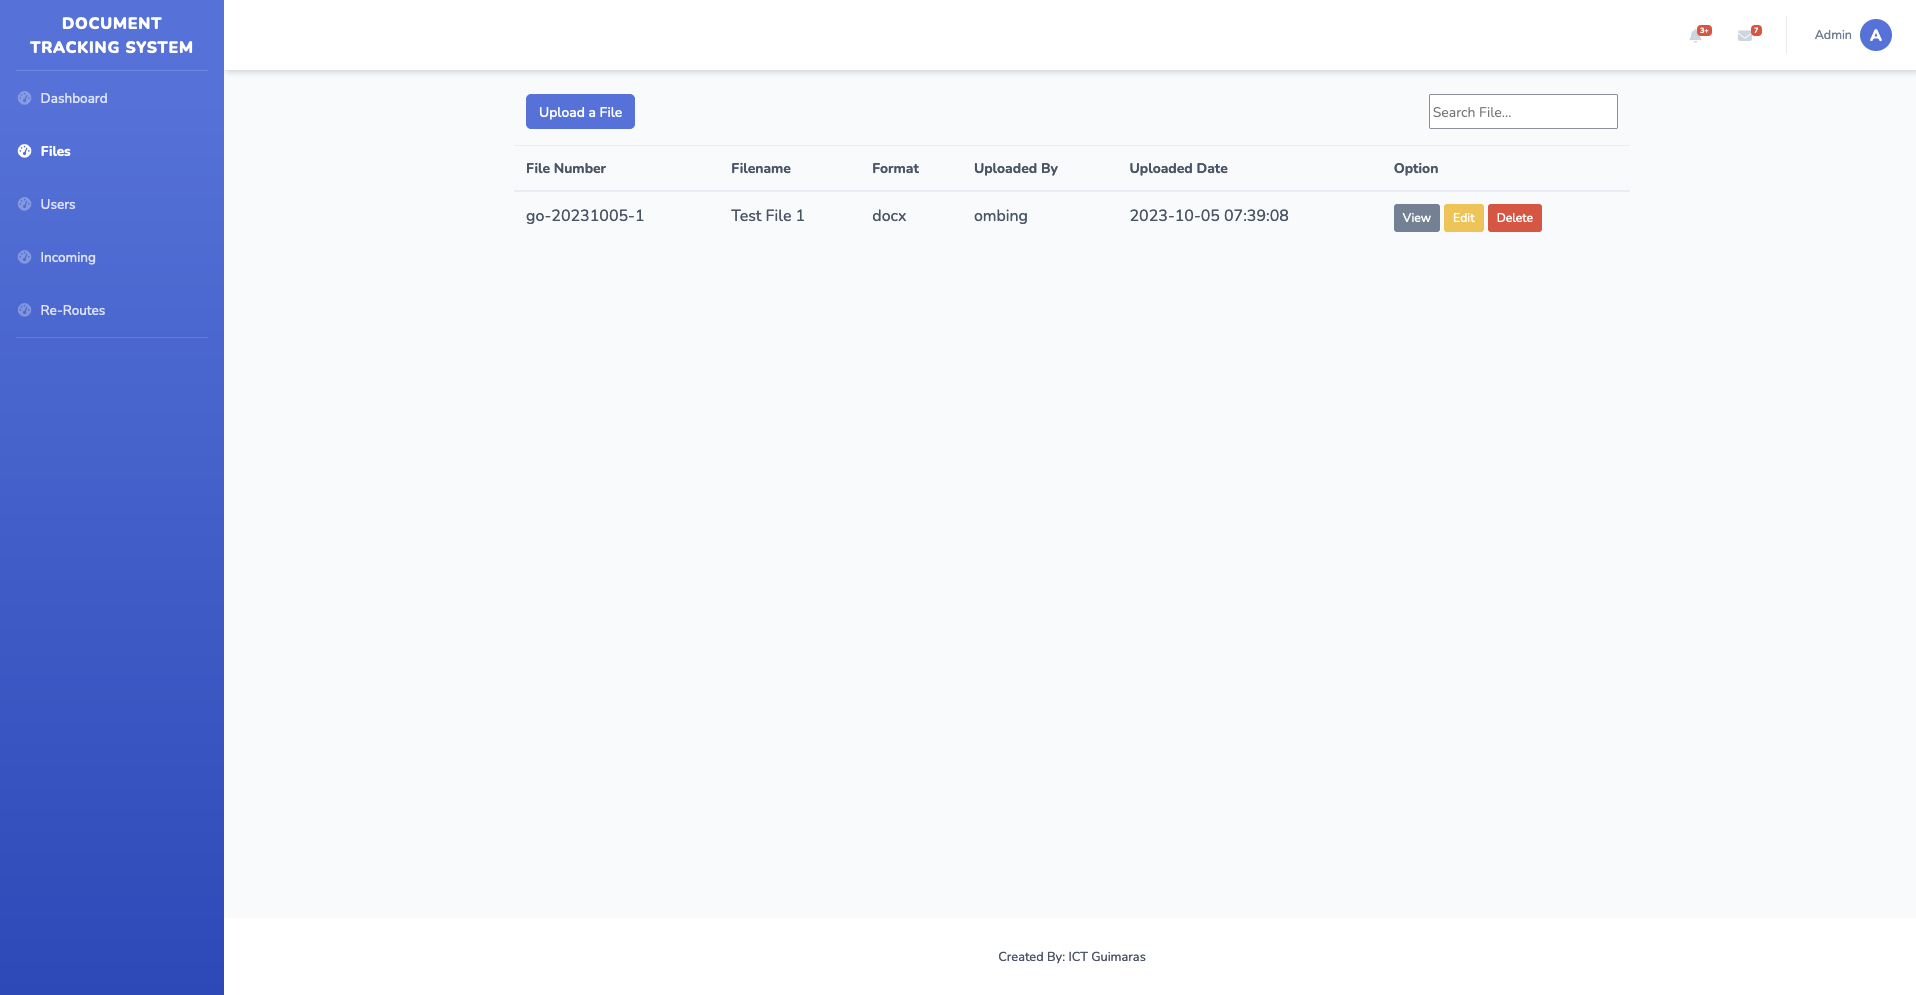 DOCUMENT
TRACKING SYSTEM
Dashboard
Files
Users
Incoming
Re-Routes
3+
7
Admin
A
Upload a File
Search File...
File Number Filename Format Uploaded By Uploaded Date Option
go-20231005-1 Test File 1 docx ombing 2023-10-05 07:39:08 View Edit Delete
Created By: ICT Guimaras